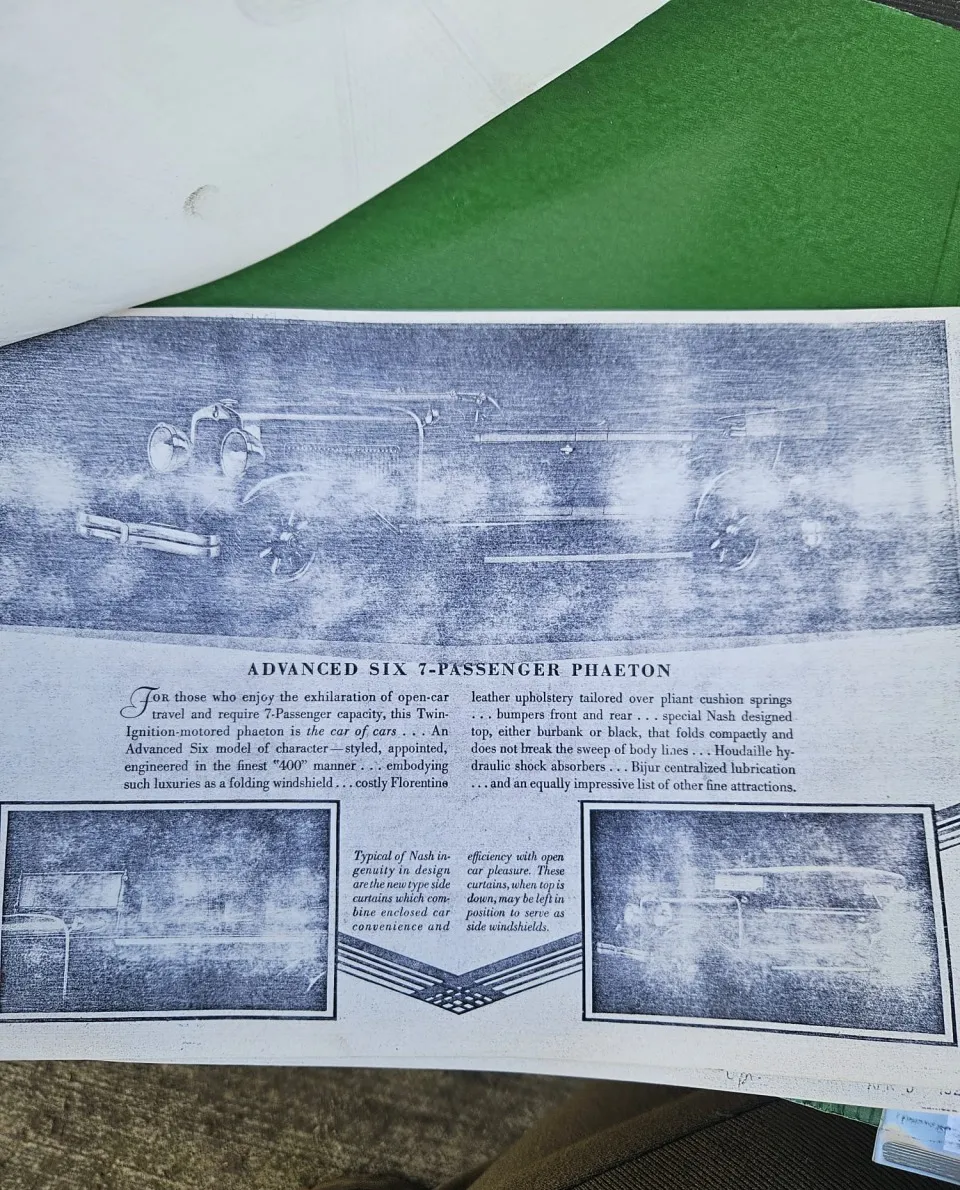 ADVANCED SIX 7-PASSENGER PHAETON
FOR those who enjoy the exhilaration of open-car
travel and require 7-Passenger capacity, this Twin-
Ignition-motored phaeton is the car of cars . . . An
Advanced Six model of character—styled, appointed,
engineered in the finest "400" manner . . . embodying
such luxuries as a folding windshield . . . costly Florentine
leather upholstery tailored over pliant cushion springs
. . . bumpers front and rear . . . special Nash designed
top, either burbank or black, that folds compactly and
does not break the sweep of body lines . . . Houdaille hy-
draulic shock absorbers . . . Bijur centralized lubrication
. . . and an equally impressive list of other fine attractions.
Typical of Nash in-
genuity in design
are the new type side
curtains which com-
bine enclosed car
convenience and
efficiency with open
car pleasure. These
curtains, when top is
down, may be left in
position to serve as
side windshields.